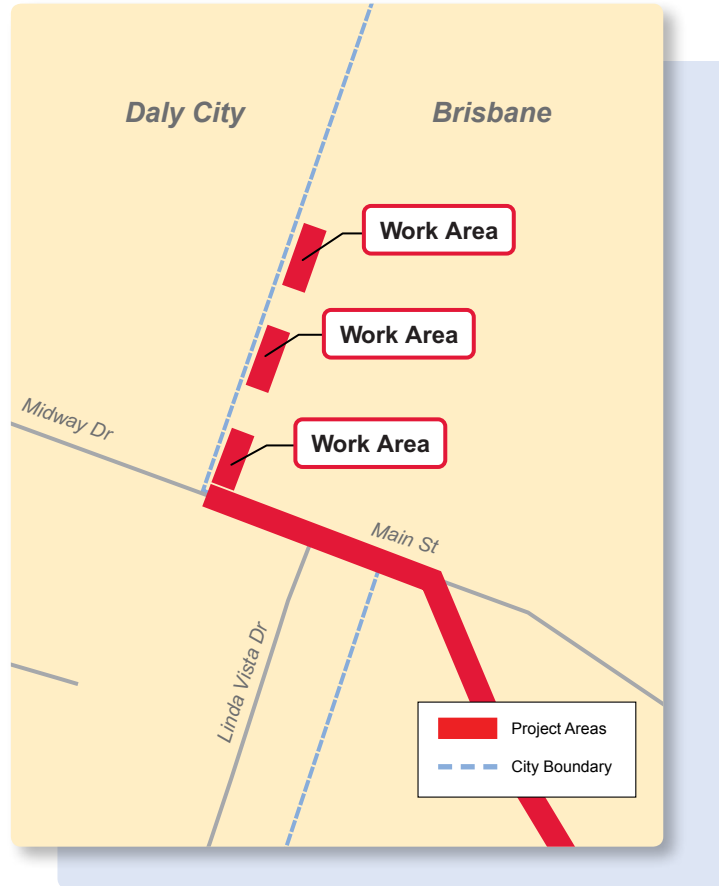 Daly City
Brisbane
Work Area
Work Area
Midway Dr
Work Area
Main St
Linda Vista Dr
Project Areas
City Boundary